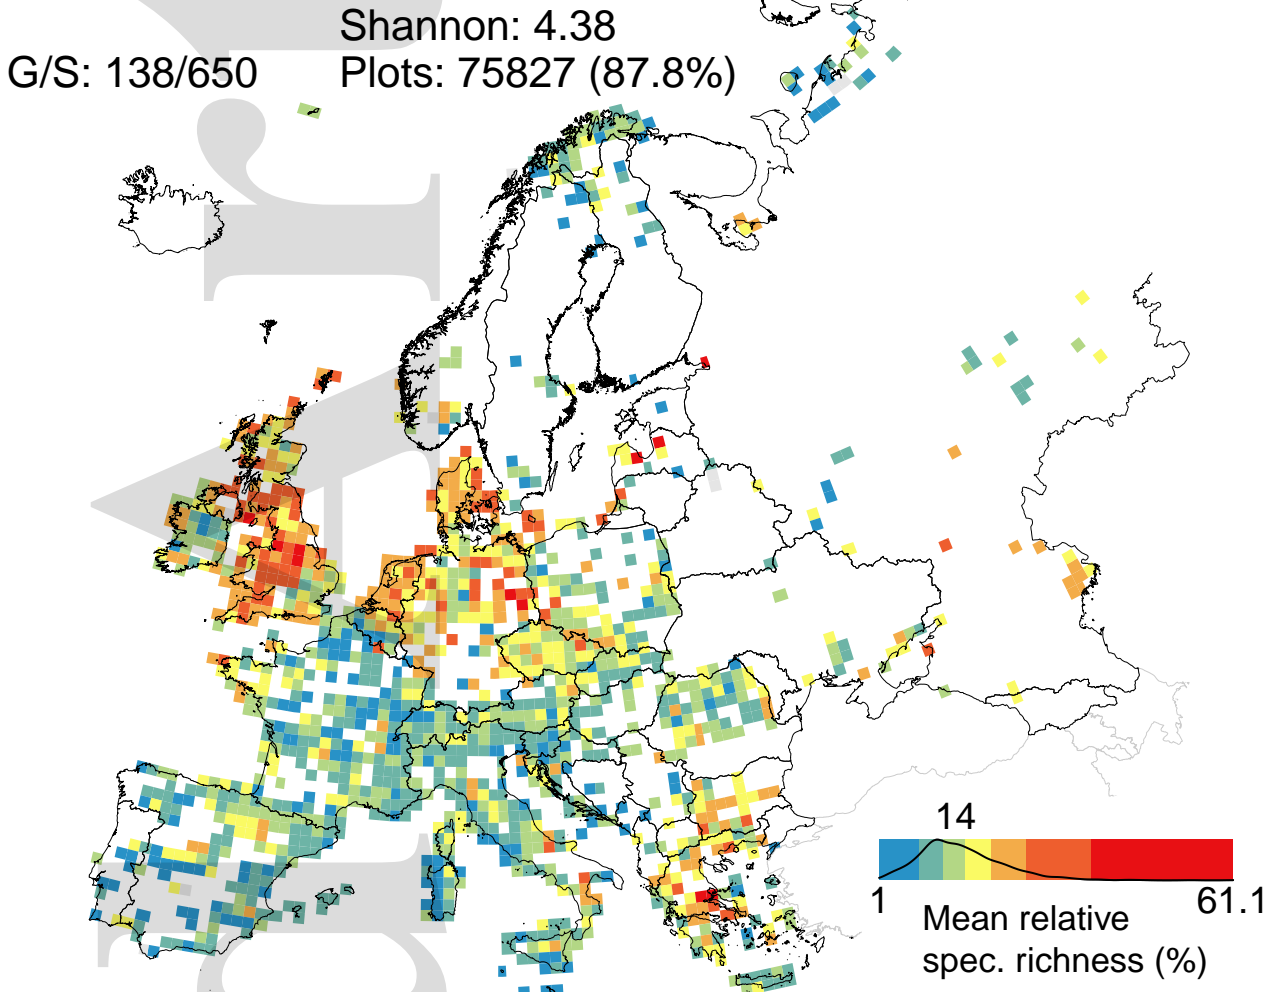 Shannon: 4.38
G/S: 138/650
Plots: 75827 (87.8%)
14
1
61.1
Mean relative
spec. richness (%)